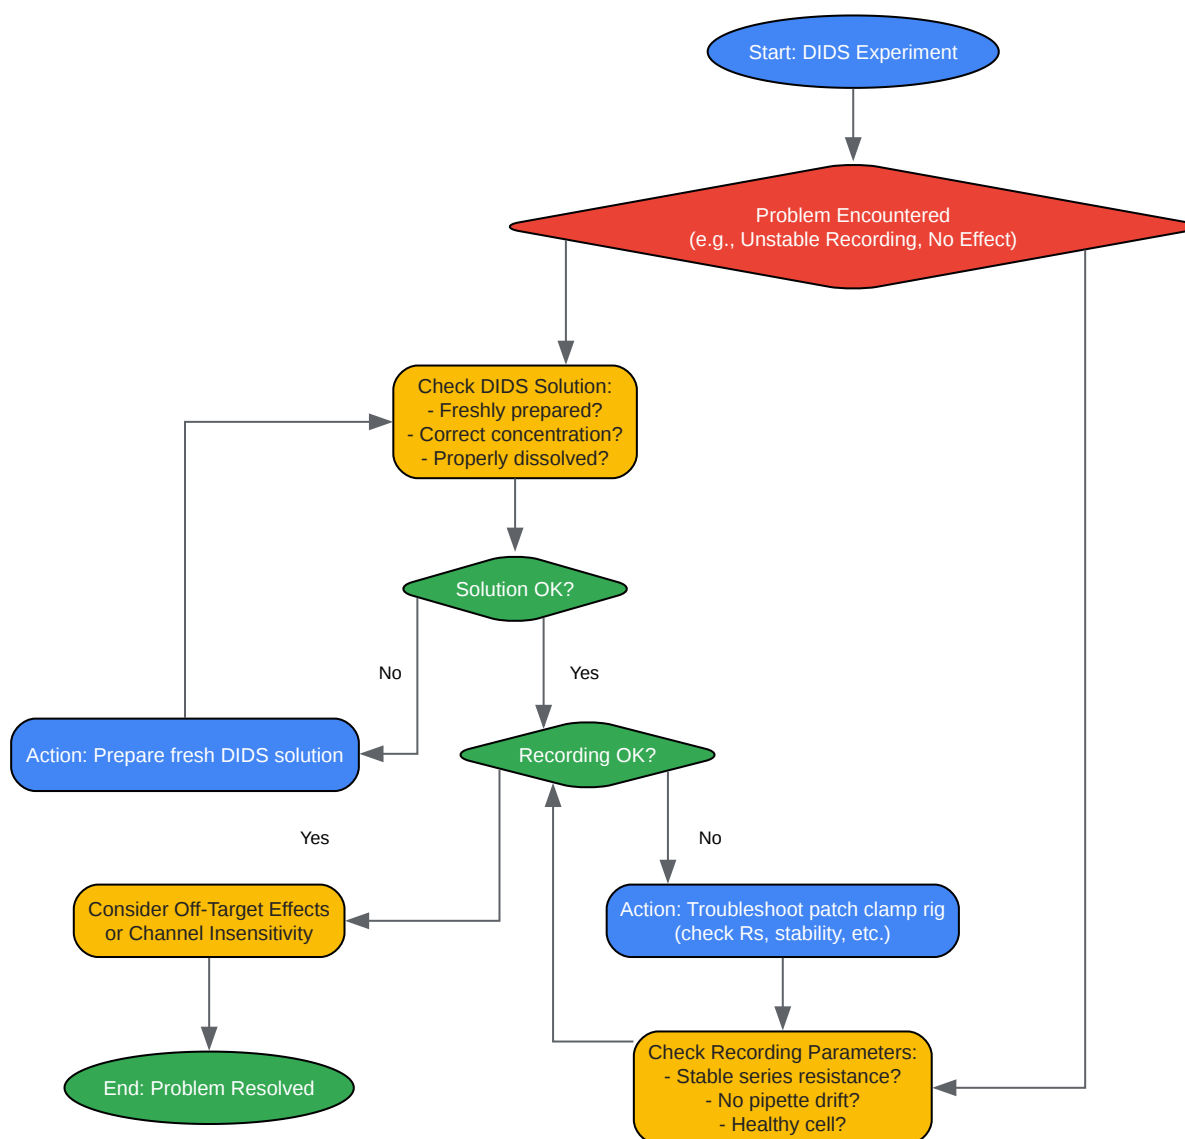 Start: DIDS Experiment
Problem Encountered
(e.g., Unstable Recording, No Effect)
Check DIDS Solution:
- Freshly prepared?
- Correct concentration?
- Properly dissolved?
Solution OK?
No
Yes
Action: Prepare fresh DIDS solution
Recording OK?
Yes
No
Consider Off-Target Effects
or Channel Insensitivity
Action: Troubleshoot patch clamp rig
(check Rs, stability, etc.)
Check Recording Parameters:
- Stable series resistance?
- No pipette drift?
- Healthy cell?
End: Problem Resolved